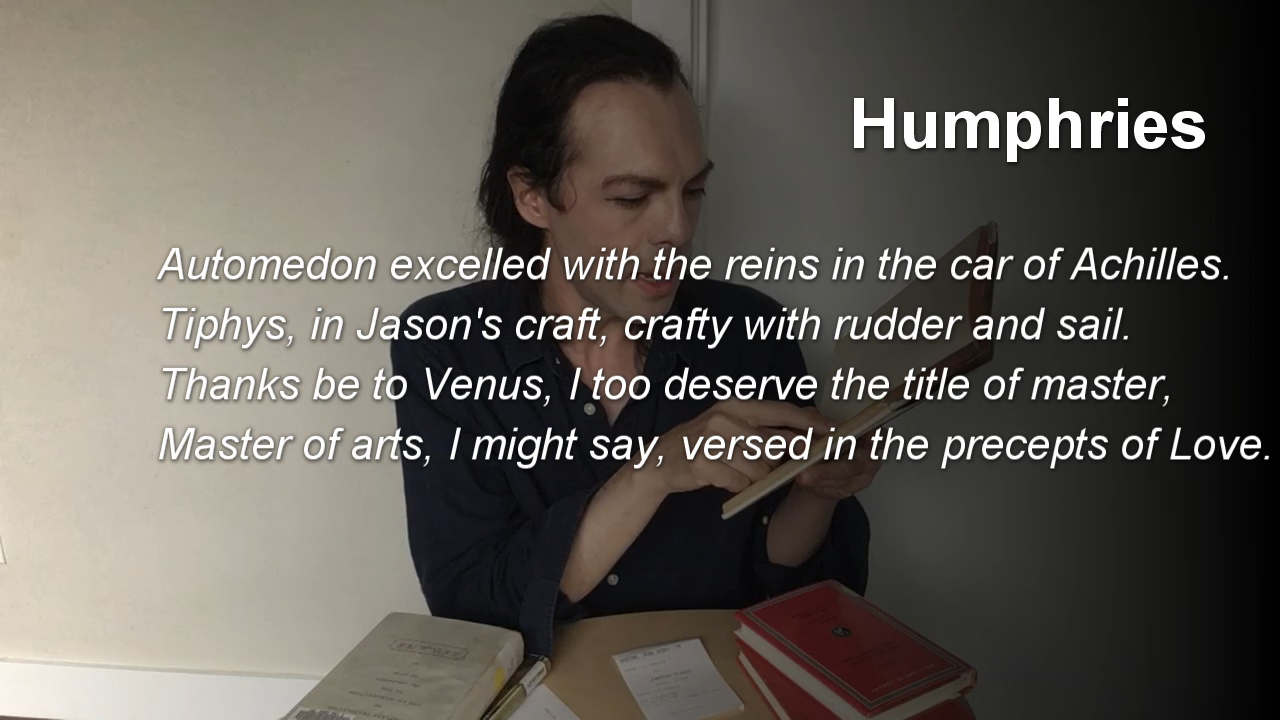 Humphries
Automedon excelled with the reins in the car of Achilles.
Tiphys, in Jason's craft, crafty with rudder and sail.
Thanks be to Venus, I too deserve the title of master,
Master of arts, I might say, versed in the precepts of Love.